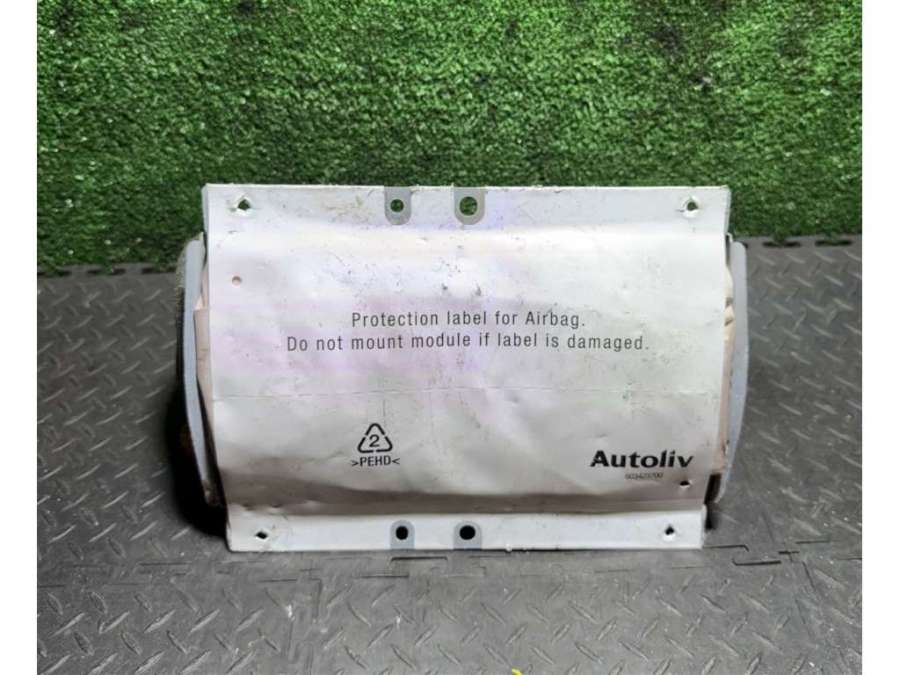 Protection label for Airbag.
Do not mount module if label is damaged.
2
>PEHD<
Autoliv